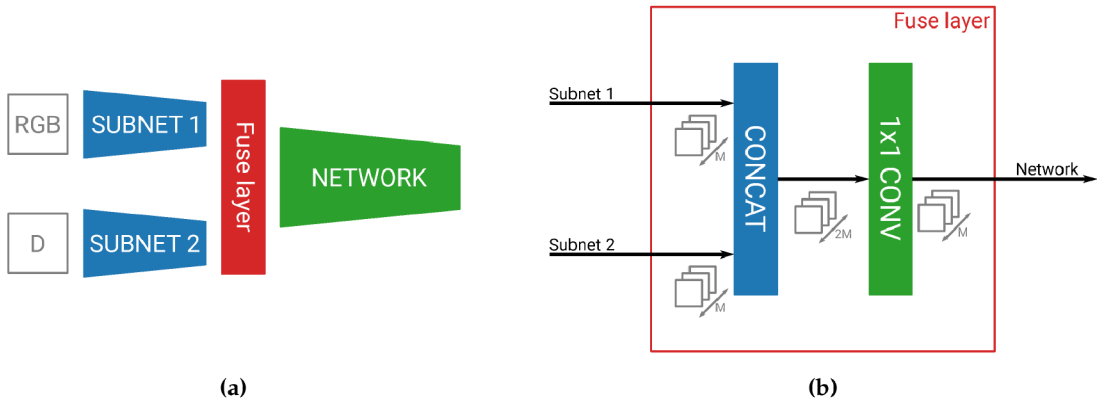 RGB
SUBNET 1
D
SUBNET 2
Fuse layer
NETWORK
(a)
Fuse layer
Subnet 1
M
Subnet 2
M
CONCAT
2M
1x1 CONV
M
Network
(b)